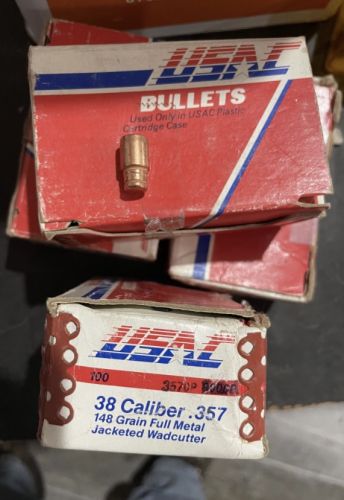 USAC
BULLETS
Used Only in USAC Plastic
Cartridge Case
USAC
100
3570P
38 Caliber .357
148 Grain Full Metal
Jacketed Wadcutter